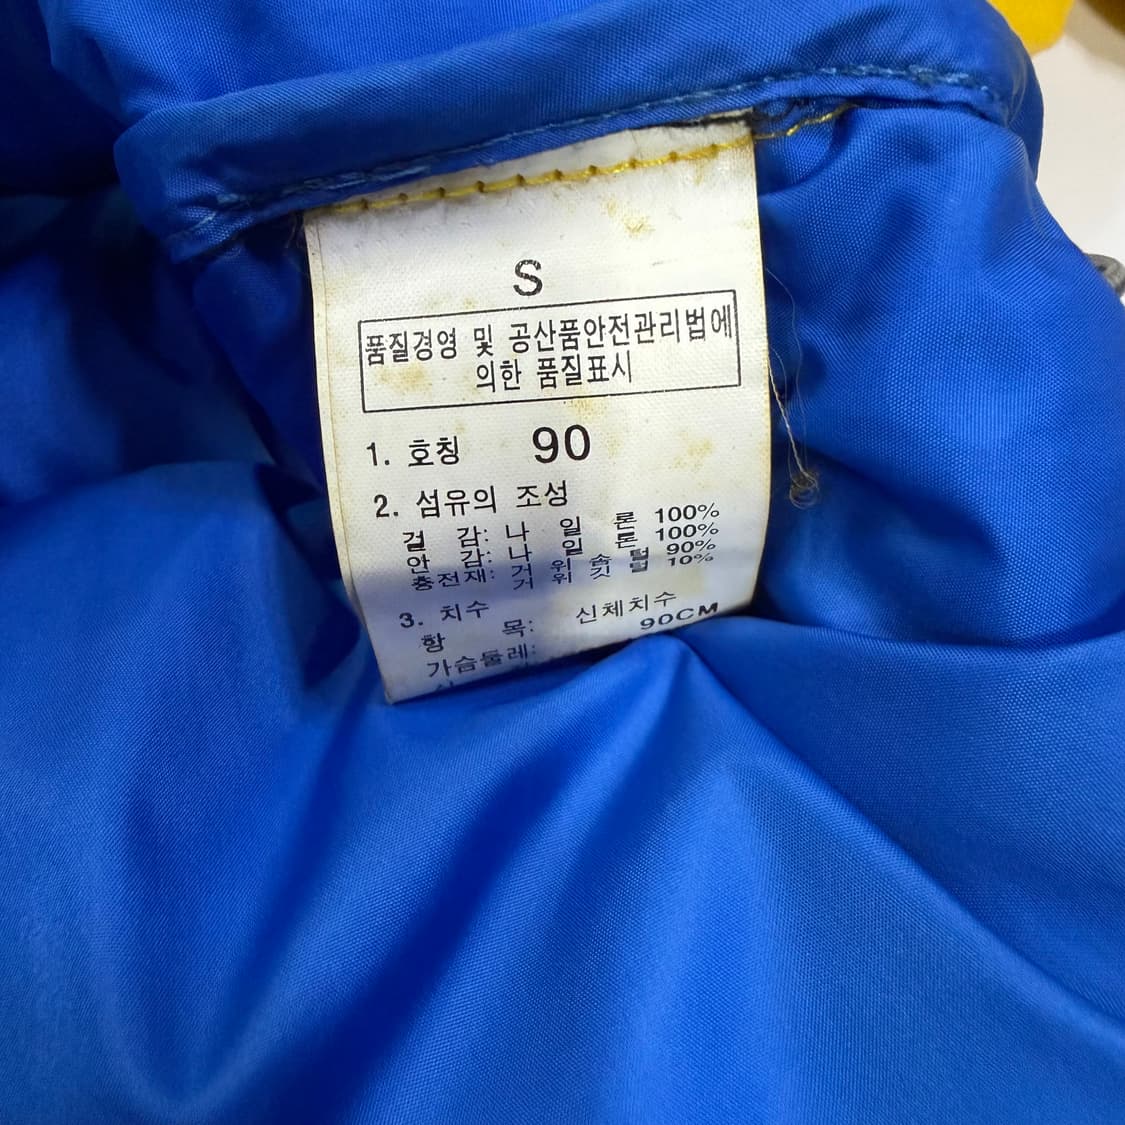 S
품질경영 및 공산품안전관리법에
의한 품질표시
1. 호칭 90
2. 섬유의 조성
겉 감: 나 일 론 100%
안 감: 나 일 론 100%
충전재: 거 위 솜 털 90%
거 위 깃 털 10%
3. 치수
신체치수
항 목: 90CM
가슴둘레: